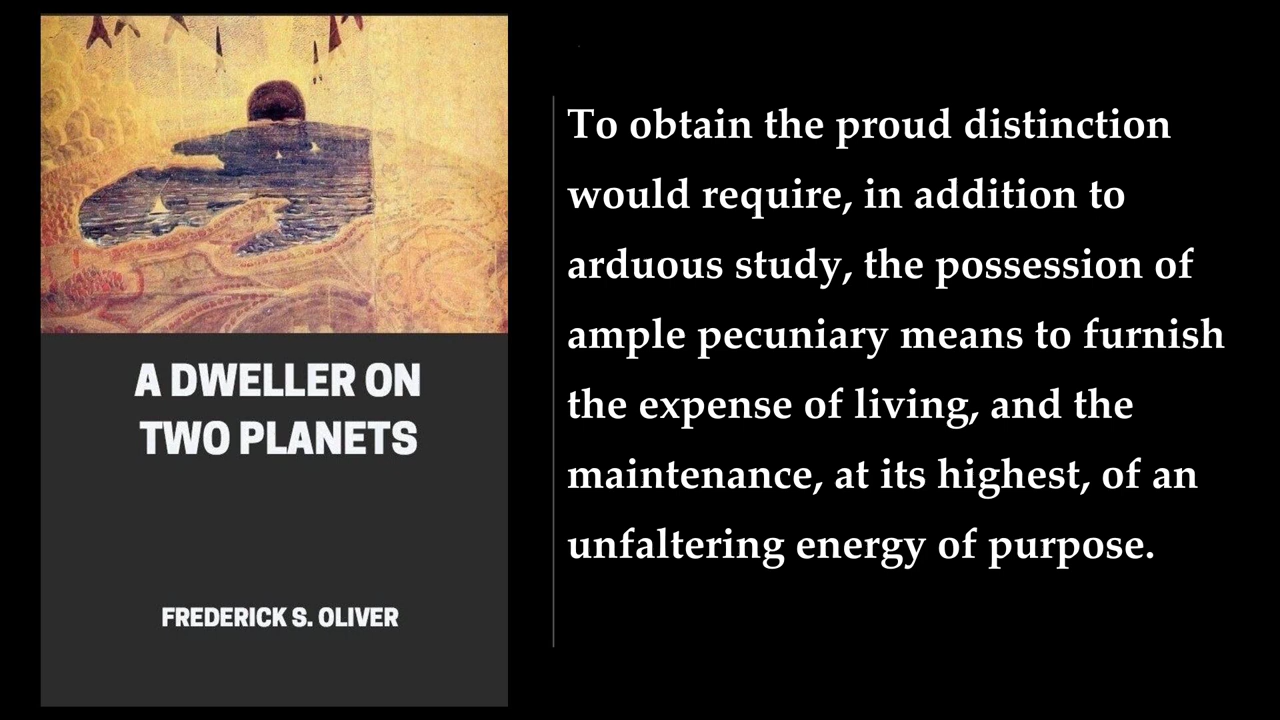 A DWELLER ON
TWO PLANETS
FREDERICK S. OLIVER
To obtain the proud distinction
would require, in addition to
arduous study, the possession of
ample pecuniary means to furnish
the expense of living, and the
maintenance, at its highest, of an
unfaltering energy of purpose.